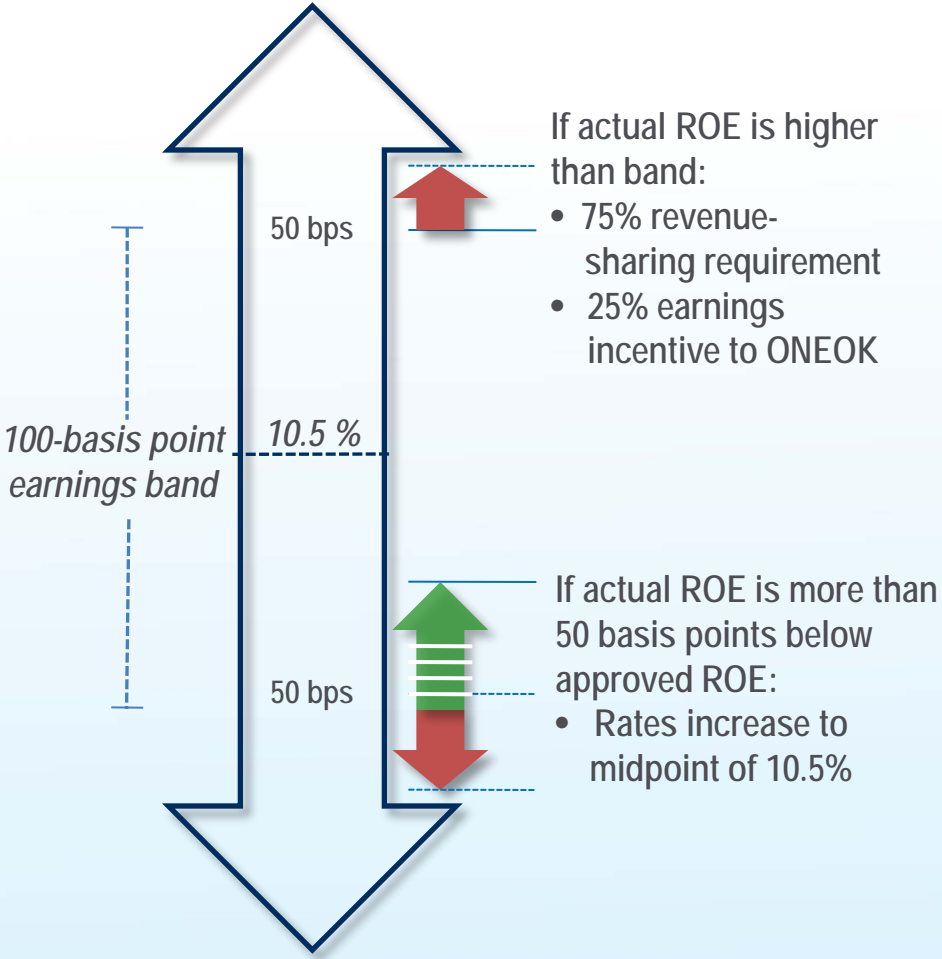 If actual ROE is higher
than band:
• 75% revenue-
sharing requirement
• 25% earnings
incentive to ONEOK
50 bps
100-basis point
earnings band
10.5 %
If actual ROE is more than
50 basis points below
approved ROE:
• Rates increase to
midpoint of 10.5%
50 bps